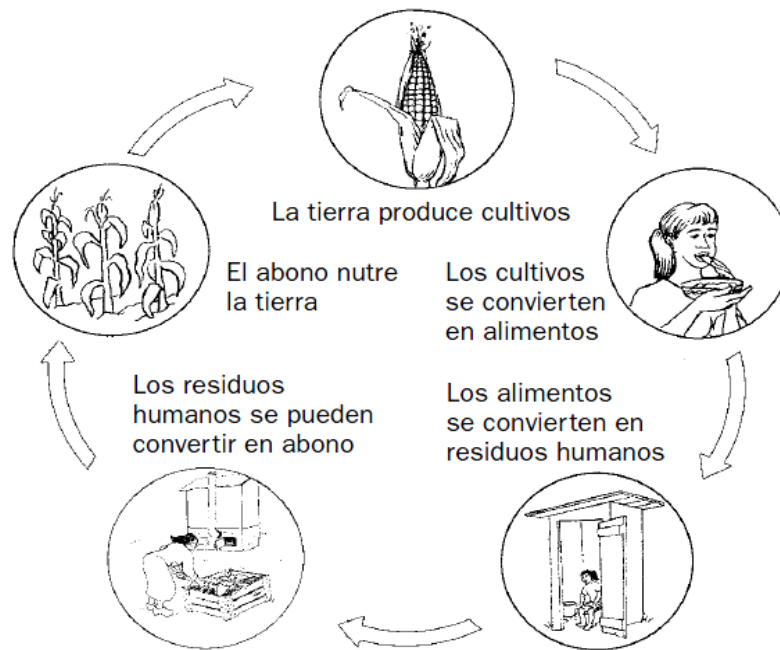 La tierra produce cultivos
Los cultivos
se convierten
en alimentos
Los alimentos
se convierten en
residuos humanos
Los residuos
humanos se pueden
convertir en abono
El abono nutre
la tierra